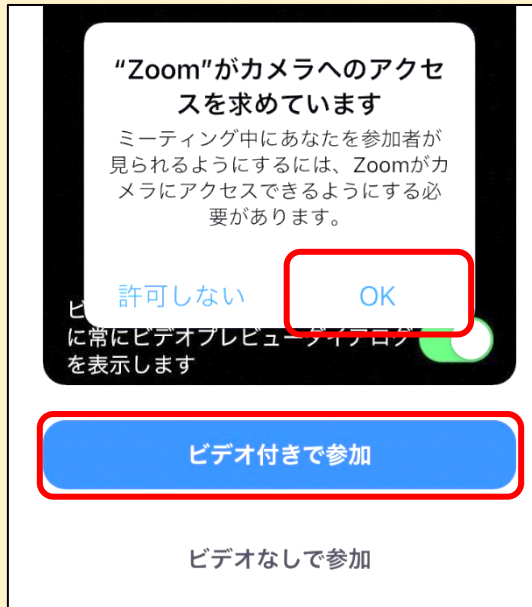 “Zoom”がカメラへのアクセ
スを求めています
ミーティング中にあなたを参加者が
見られるようにするには、Zoomがカ
メラにアクセスできるようにする必
要があります。
許可しない
OK
ビ
に常にビデオプレビューダイアログ
を表示します
ビデオ付きで参加
ビデオなしで参加